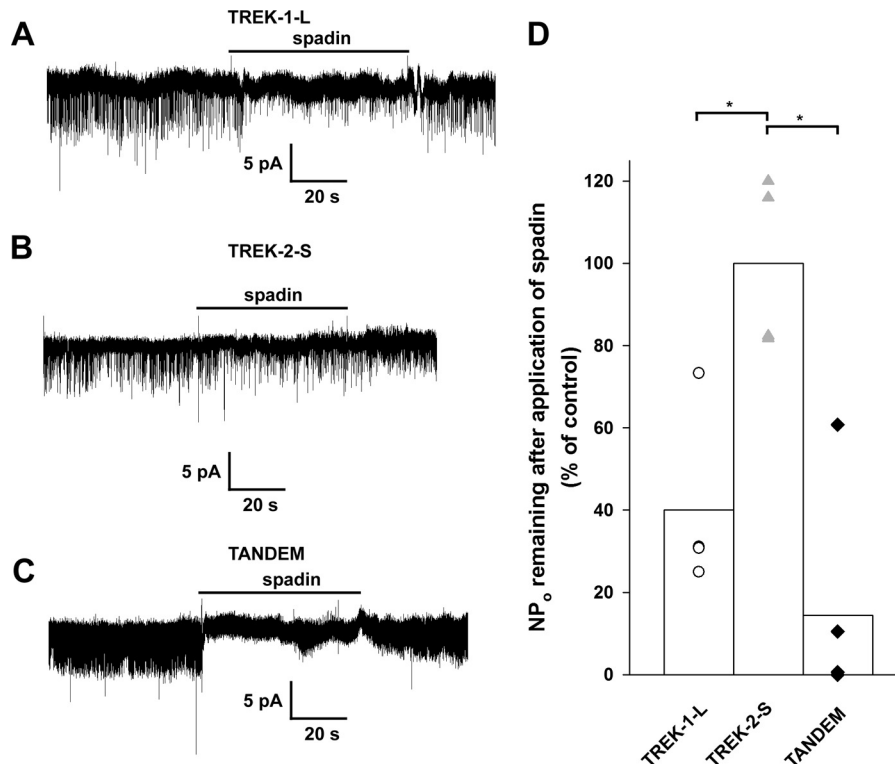 A
TREK-1-L
spadin
5 pA
20 s
B
TREK-2-S
spadin
5 pA
20 s
C
TANDEM
spadin
5 pA
20 s
D
* *
NPo remaining after application of spadin
(% of control)
120
100
80
60
40
20
0
TREK-1-L
TREK-2-S
TANDEM